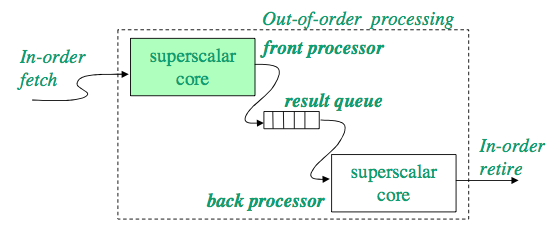 Out-of-order processing
In-order
fetch
superscalar
core
front processor
result queue
In-order
retire
superscalar
core
back processor